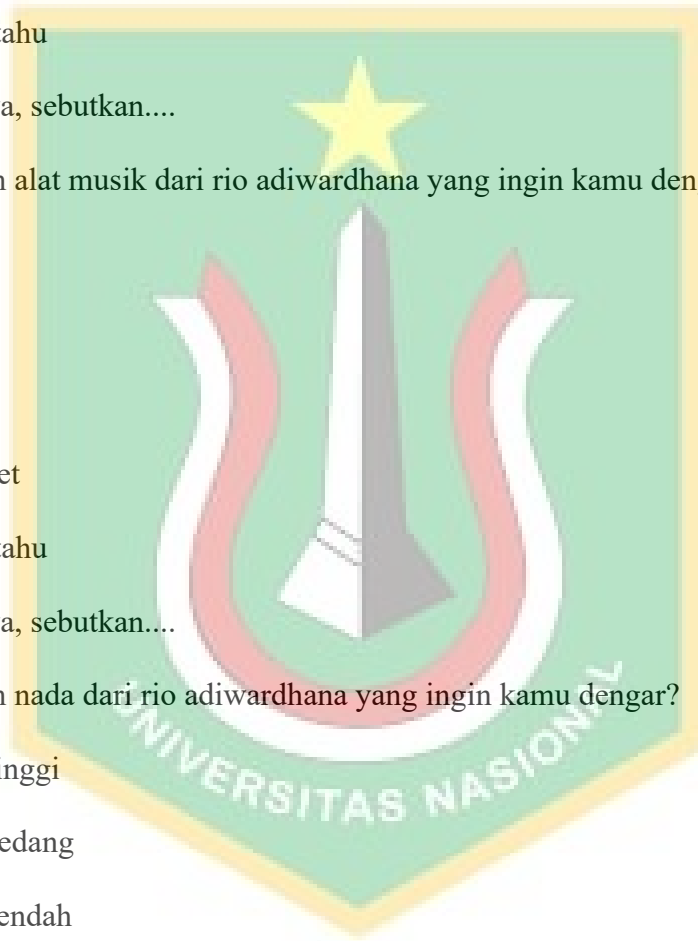 tahu
a, sebutkan....
n alat musik dari rio adiwardhana yang ingin kamu den
et
tahu
a, sebutkan....
n nada dari rio adiwardhana yang ingin kamu dengar?
inggi
edang
endah
UNIVERSITAS NASIONAL